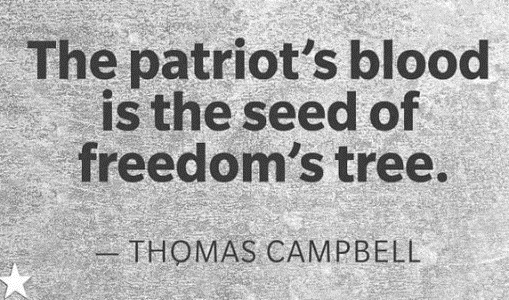 The patriot’s blood
is the seed of
freedom’s tree.
— THOMAS CAMPBELL